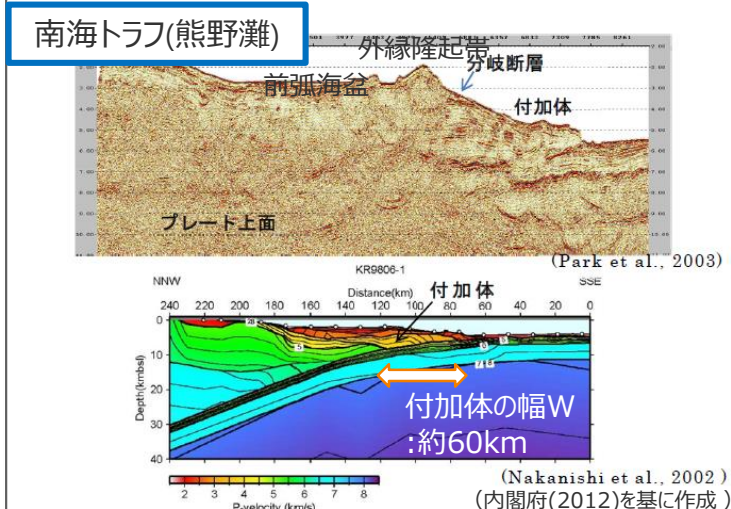 南海トラフ(熊野灘)
外縁隆起帯
分岐断層
前弧海盆
付加体
プレート上面
(Park et al., 2003)
KR9806-1
NNW
SSE
Distance(km)
付加体
240 220 200 180 160 140 120 100 80 60 40 20 0
0
10
20
30
40
Depth(kmbsl)
付加体の幅W
:約60km
(Nakanishi et al., 2002 )
2 3 4 5 6 7 8
P-velocity (km/s)
(内閣府(2012)を基に作成 )